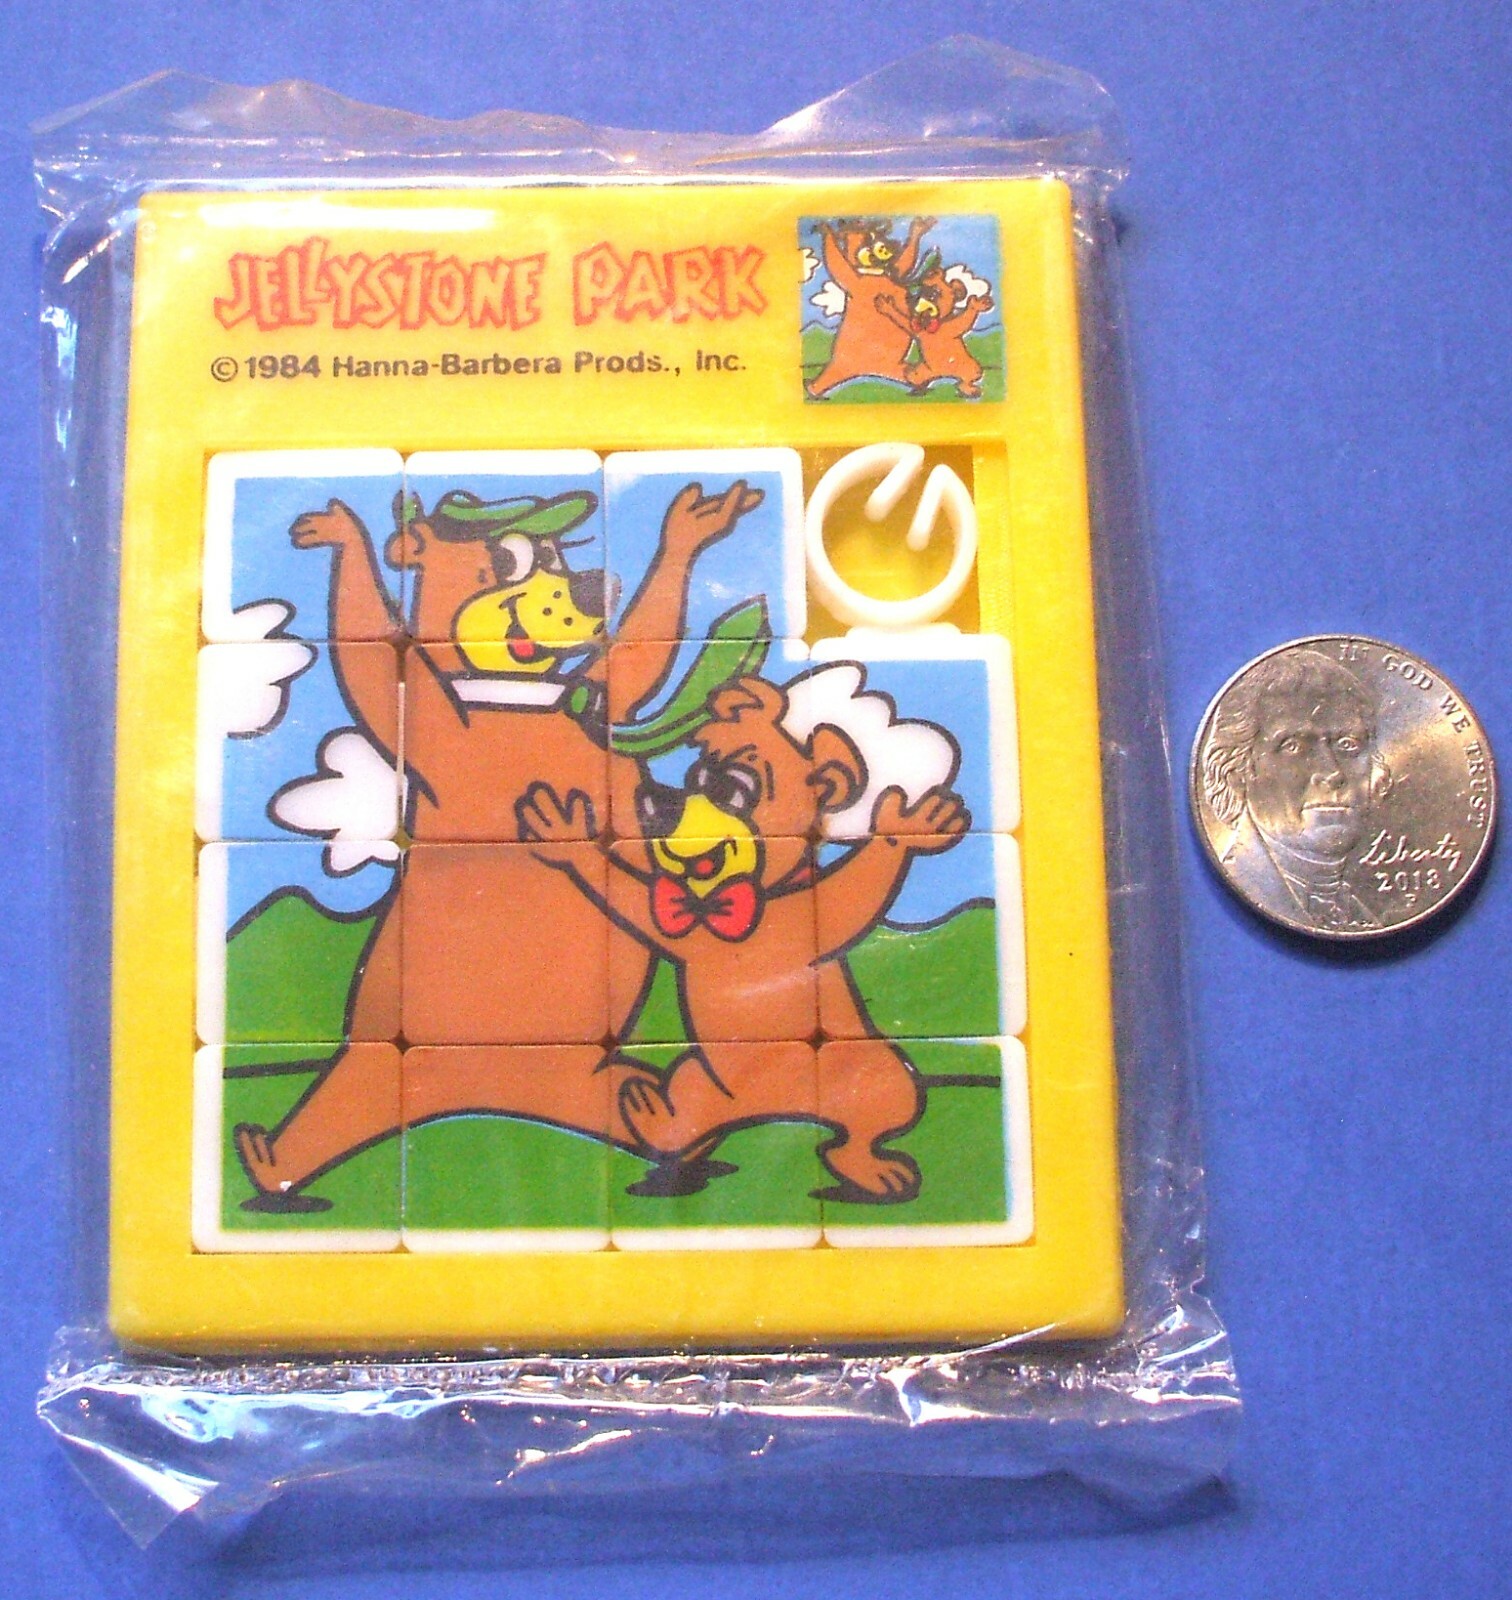 JELLYSTONE PARK
©1984 Hanna-Barbera Prods., Inc.
IN GOD WE TRUST
Liberty
2018
P